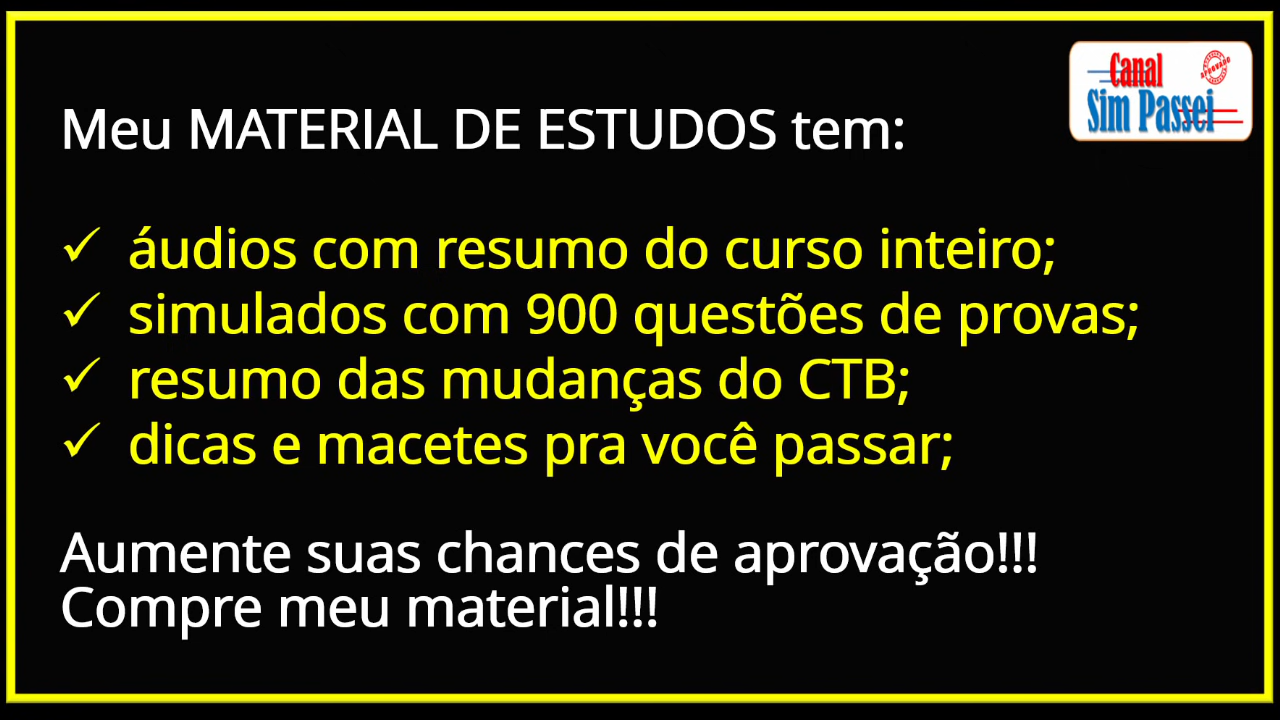 Canal
Sim Passei
APROVADO
Meu MATERIAL DE ESTUDOS tem:
✓ áudios com resumo do curso inteiro;
✓ simulados com 900 questões de provas;
✓ resumo das mudanças do CTB;
✓ dicas e macetes pra você passar;
Aumente suas chances de aprovação!!!
Compre meu material!!!